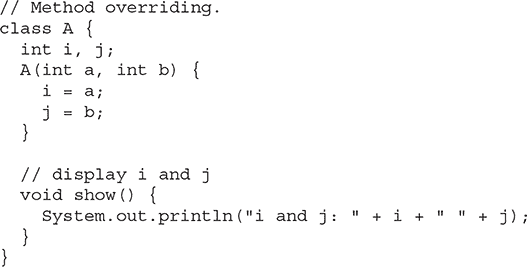 // Method overriding.
class A {
  int i, j;
  A(int a, int b) {
    i = a;
    j = b;
  }

  // display i and j
  void show() {
    System.out.println("i and j: " + i + " " + j);
  }
}